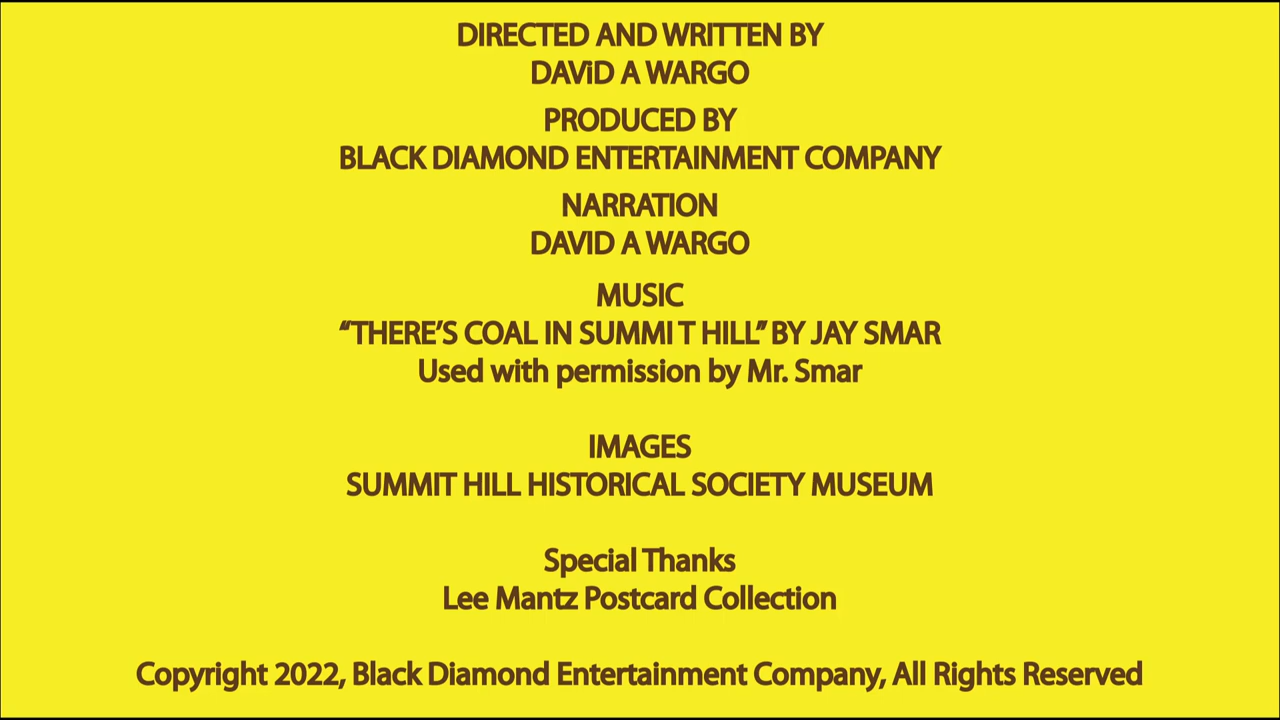 DIRECTED AND WRITTEN BY
DAViD A WARGO
PRODUCED BY
BLACK DIAMOND ENTERTAINMENT COMPANY
NARRATION
DAVID A WARGO
MUSIC
“THERE’S COAL IN SUMMI T HILL” BY JAY SMAR
Used with permission by Mr. Smar
IMAGES
SUMMIT HILL HISTORICAL SOCIETY MUSEUM
Special Thanks
Lee Mantz Postcard Collection
Copyright 2022, Black Diamond Entertainment Company, All Rights Reserved